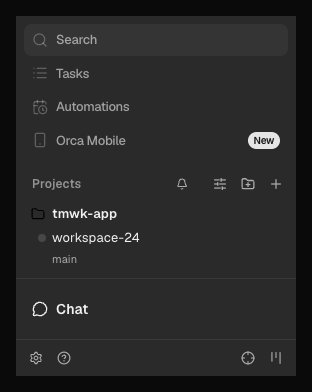 Search
Tasks
Automations
Orca Mobile New
Projects
tmwk-app
workspace-24
main
Chat